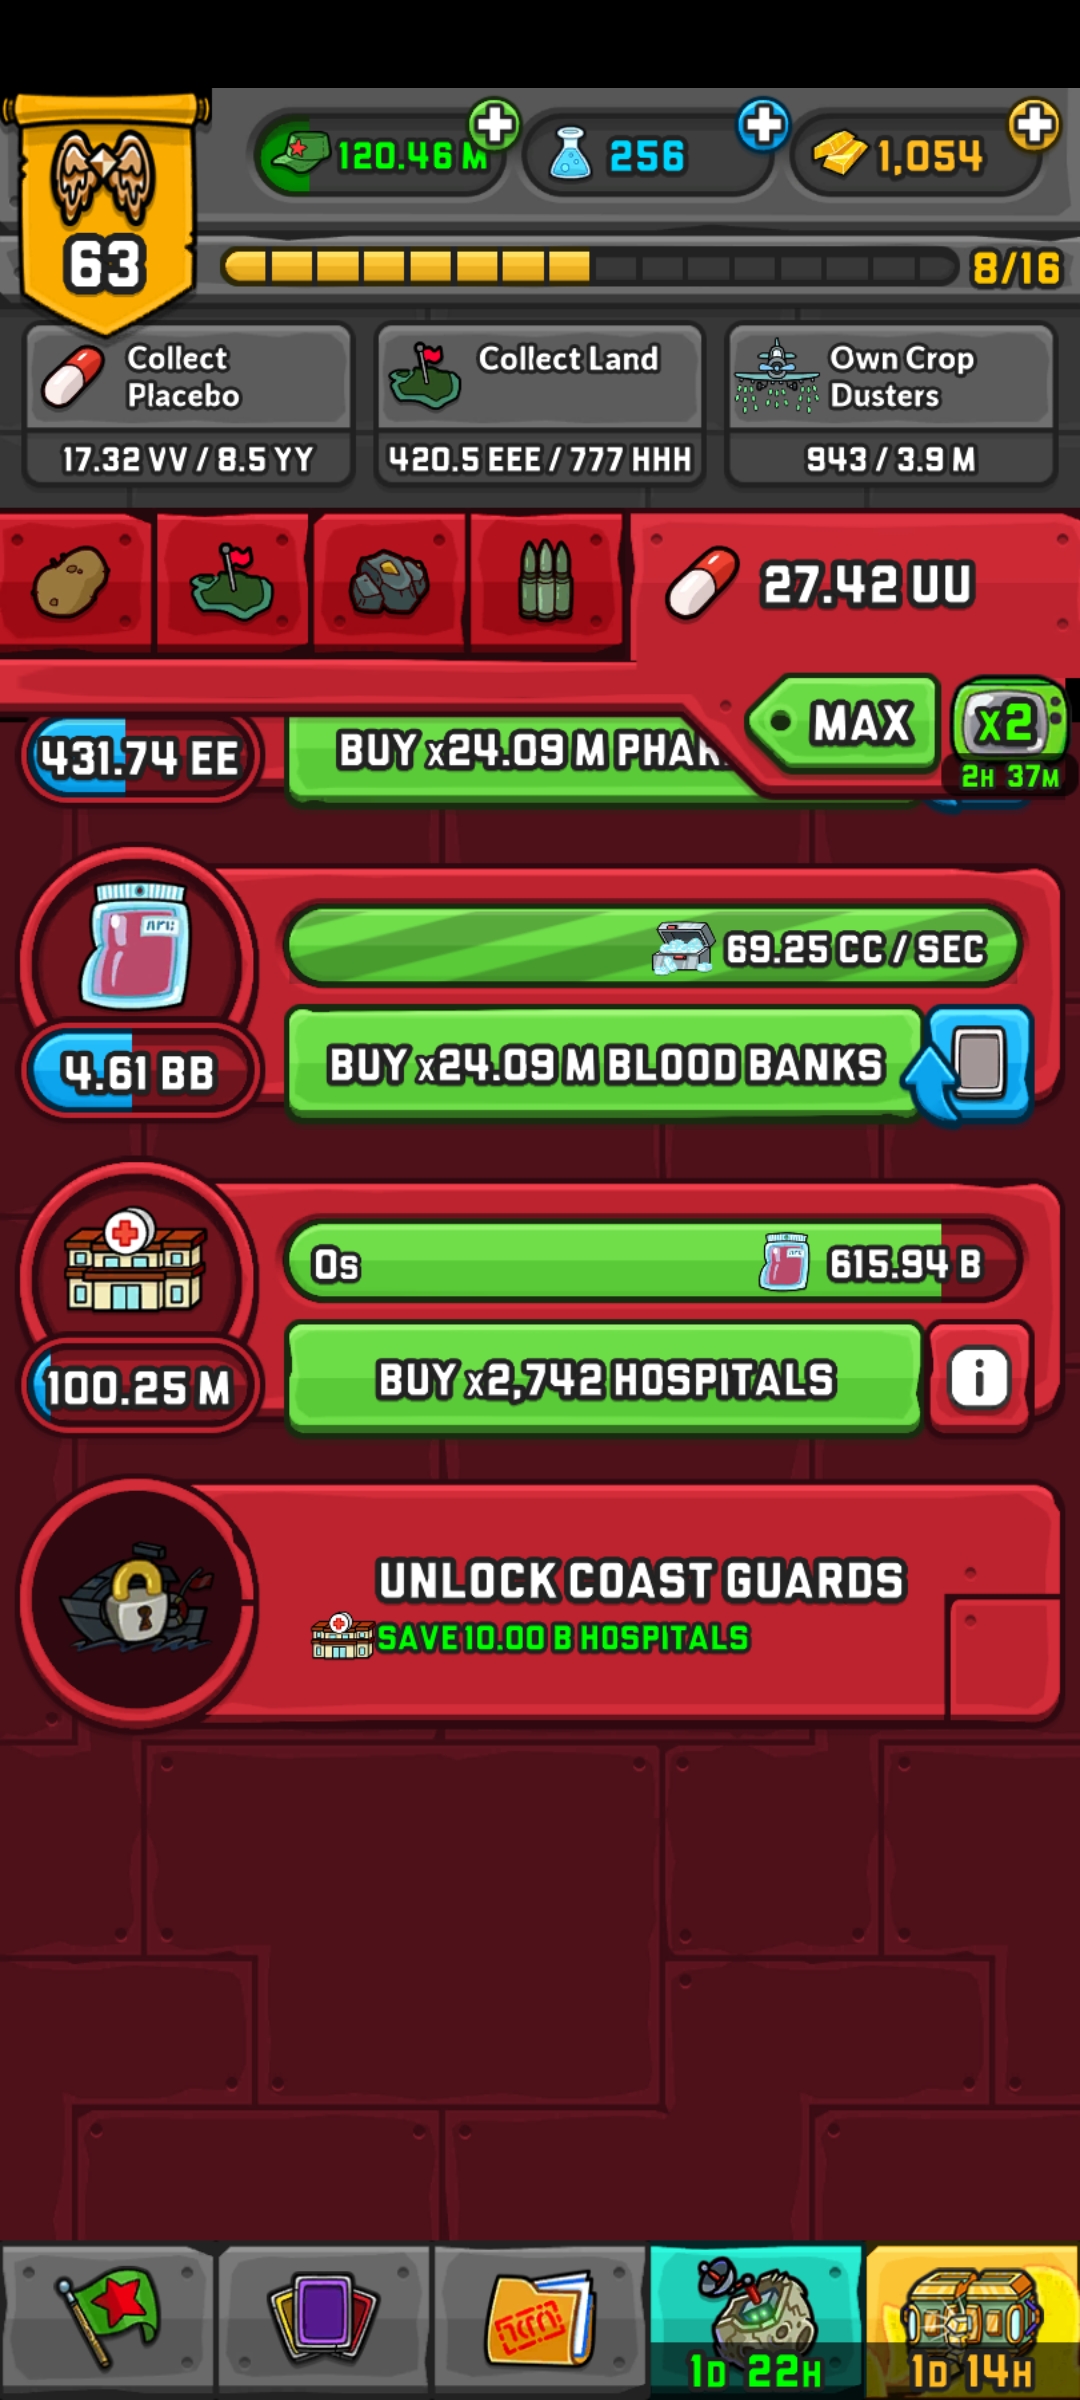 120.46 M
256
1,054
63
8/16
Collect
Placebo
17.32 VV / 8.5 YY
Collect Land
420.5 EEE / 777 HHH
Own Crop
Dusters
943 / 3.9 M
27.42 UU
MAX
x2
2H 37M
431.74 EE
BUY x24.09 M PHAR
69.25 CC / SEC
4.61 BB
BUY x24.09 M BLOOD BANKS
0s
615.94 B
100.25 M
BUY x2,742 HOSPITALS
i
UNLOCK COAST GUARDS
SAVE 10.00 B HOSPITALS
1D 22H
1D 14H